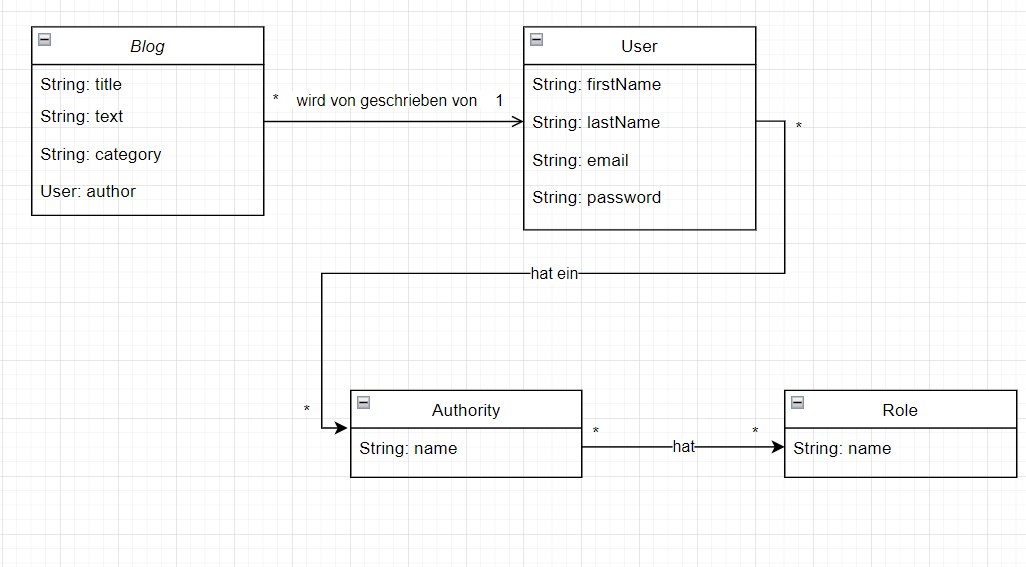 Blog
String: title
String: text
String: category
User: author
* wird von geschrieben von 1
User
String: firstName
String: lastName
String: email
String: password
*
hat ein
*
Authority
String: name
* hat *
Role
String: name